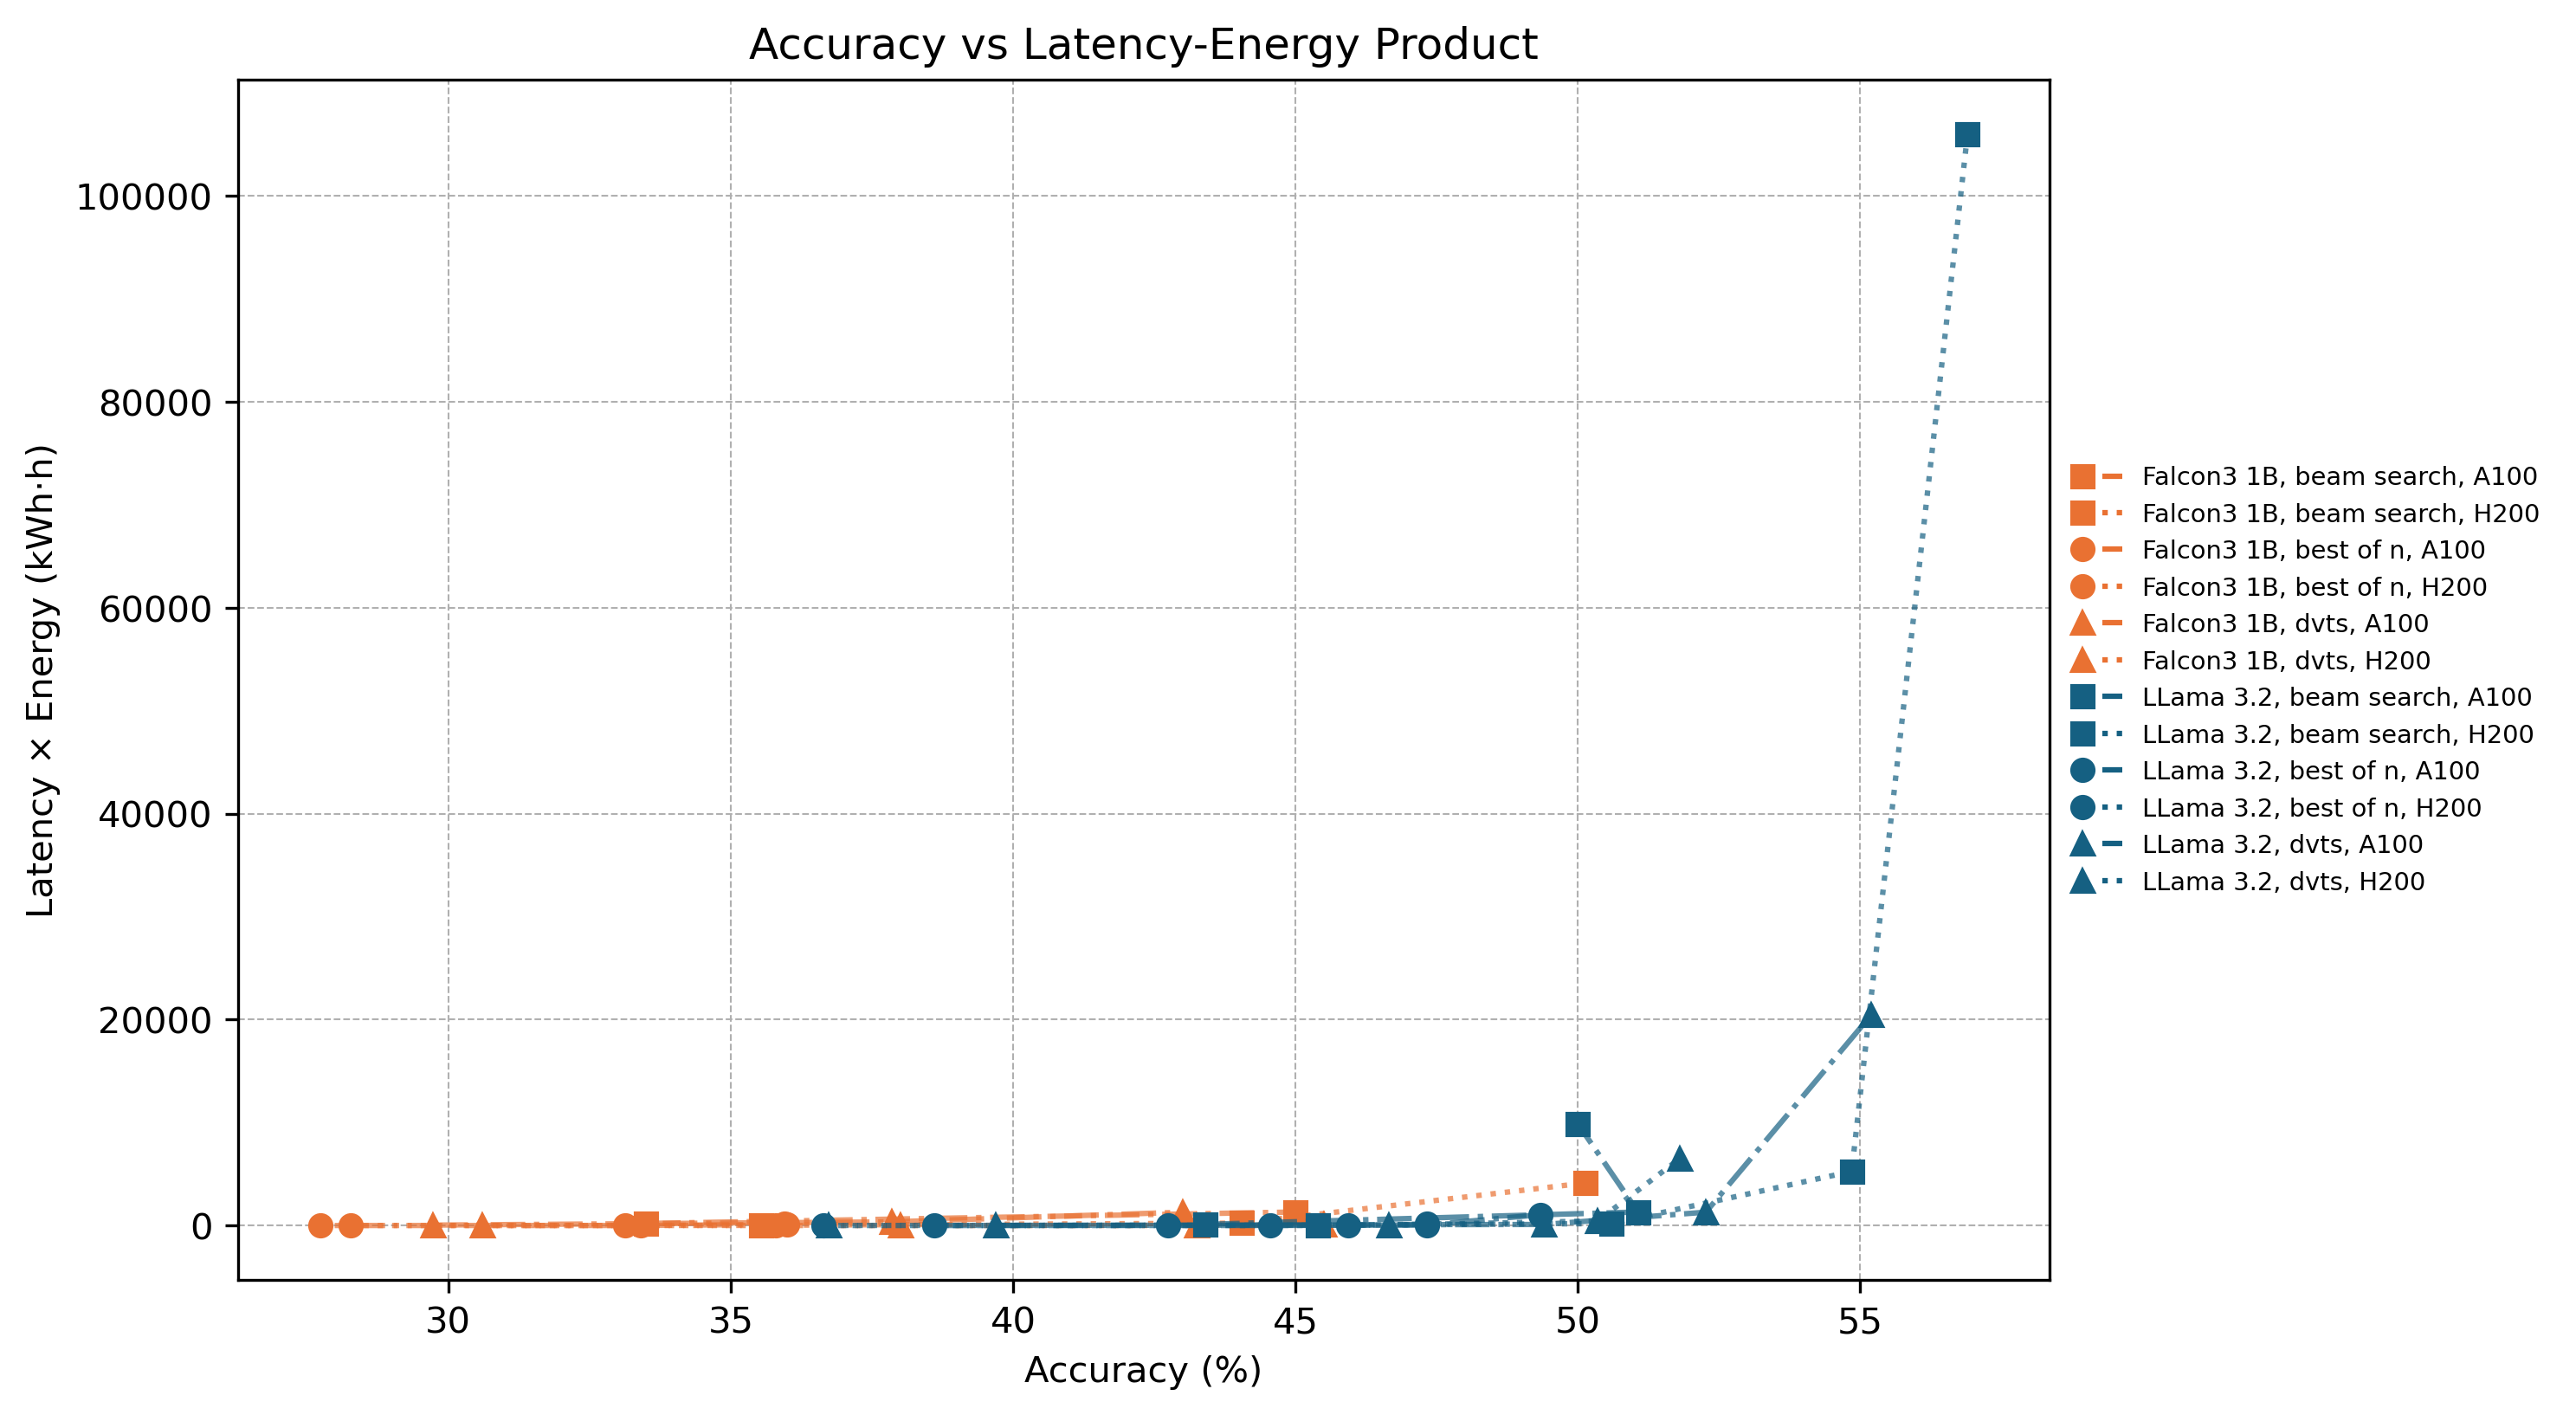 Accuracy vs Latency-Energy Product
Latency × Energy (kWh·h)
100000
80000
60000
40000
20000
0
30
35
40
45
50
55
Accuracy (%)
Falcon3 1B, beam search, A100
Falcon3 1B, beam search, H200
Falcon3 1B, best of n, A100
Falcon3 1B, best of n, H200
Falcon3 1B, dvts, A100
Falcon3 1B, dvts, H200
LLama 3.2, beam search, A100
LLama 3.2, beam search, H200
LLama 3.2, best of n, A100
LLama 3.2, best of n, H200
LLama 3.2, dvts, A100
LLama 3.2, dvts, H200